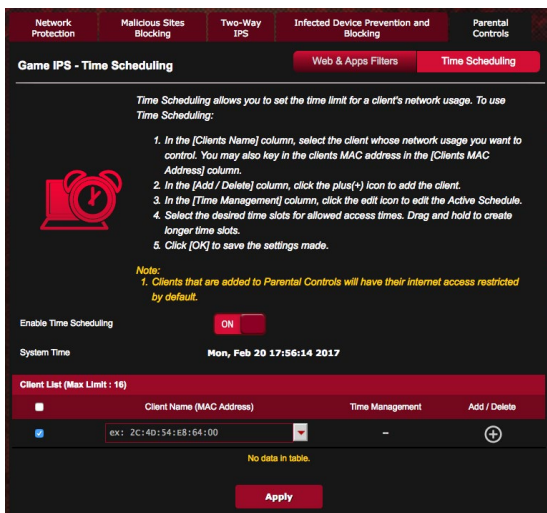 Network Protection
Malicious Sites Blocking
Two-Way IPS
Infected Device Prevention and Blocking
Parental Controls
Game IPS - Time Scheduling
Web & Apps Filters
Time Scheduling
Time Scheduling allows you to set the time limit for a client's network usage. To use
Time Scheduling:
1. In the [Clients Name] column, select the client whose network usage you want to
control. You may also key in the clients MAC address in the [Clients MAC
Address] column.
2. In the [Add / Delete] column, click the plus(+) icon to add the client.
3. In the [Time Management] column, click the edit icon to edit the Active Schedule.
4. Select the desired time slots for allowed access times. Drag and hold to create
longer time slots.
5. Click [OK] to save the settings made.
Note:
1. Clients that are added to Parental Controls will have their internet access restricted
by default.
Enable Time Scheduling
ON
System Time
Mon, Feb 20 17:56:14 2017
Client List (Max Limit : 16)
Client Name (MAC Address)
Time Management
Add / Delete
ex: 2C:4D:54:E8:64:00
–
No data in table.
Apply